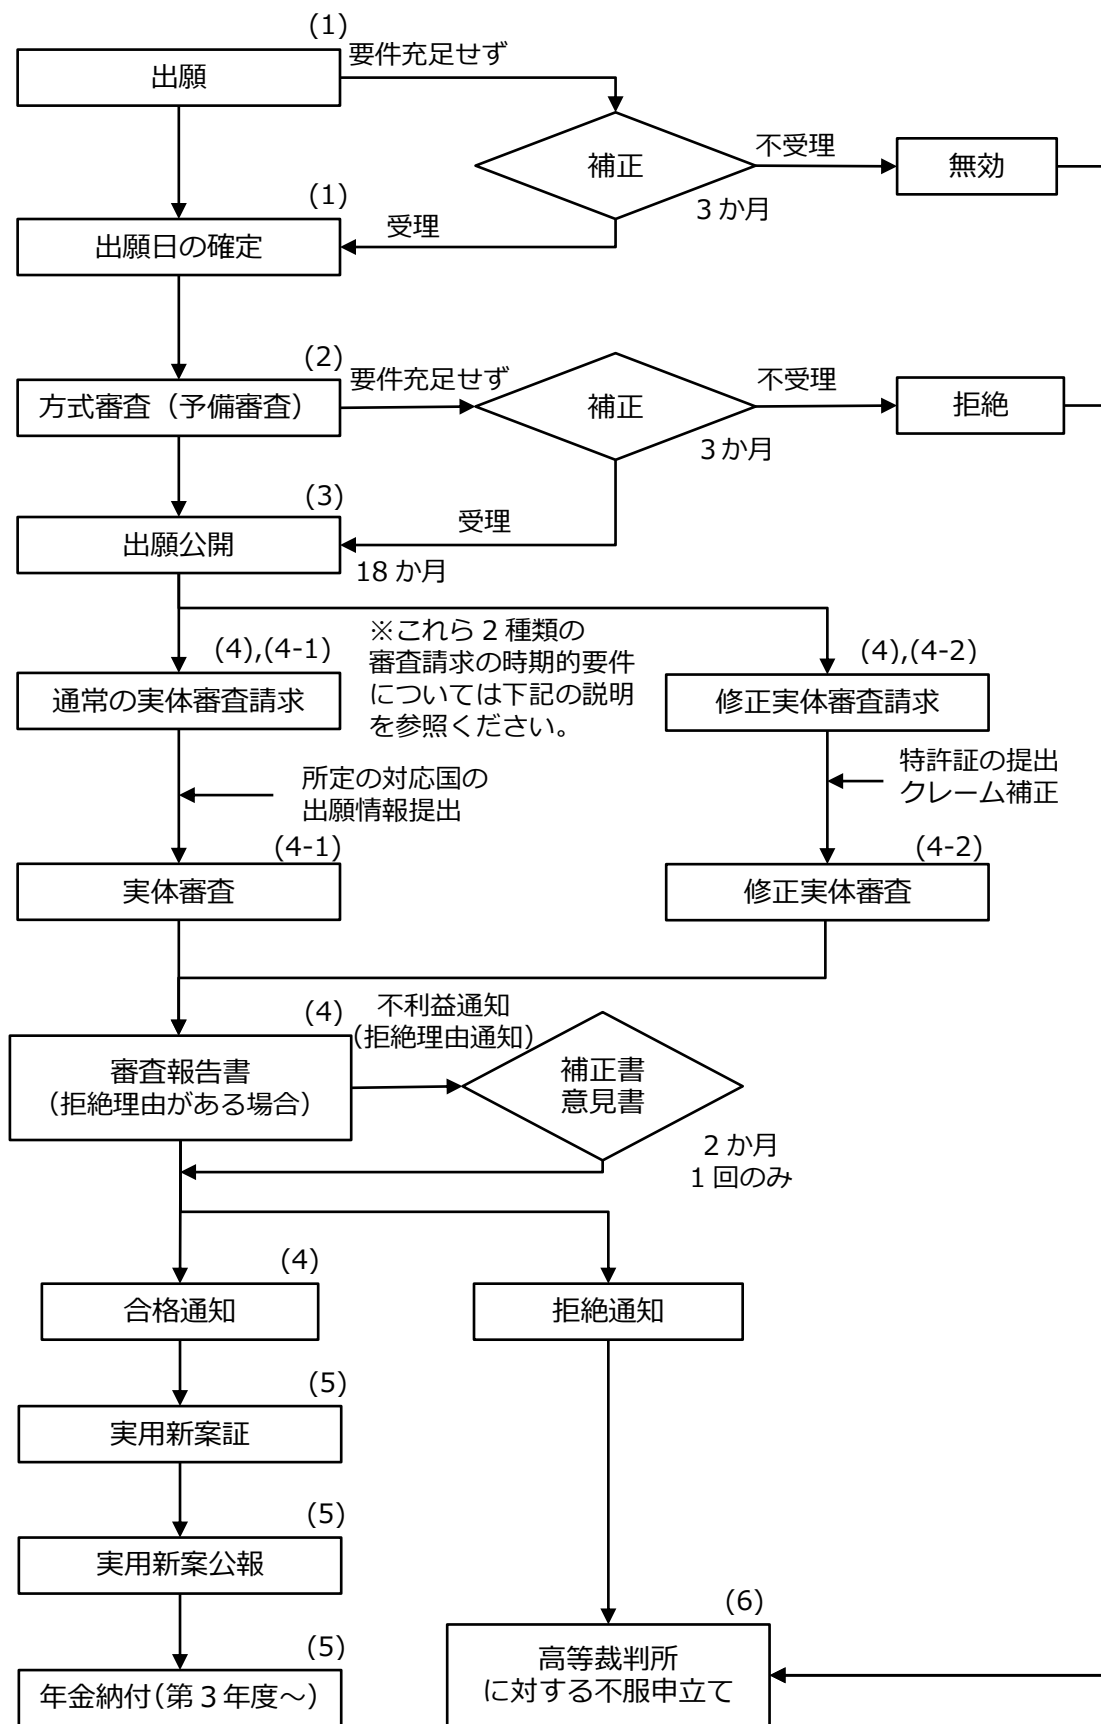 (1)
出願
要件充足せず
補正
不受理
無効
3か月
受理
(1)
出願日の確定
(2)
方式審査（予備審査）
要件充足せず
補正
不受理
拒絶
3か月
受理
(3)
出願公開
18か月
(4),(4-1)
通常の実体審査請求
※これら2種類の
審査請求の時期的要件
については下記の説明
を参照ください。
(4),(4-2)
修正実体審査請求
所定の対応国の
出願情報提出
特許証の提出
クレーム補正
(4-1)
実体審査
(4-2)
修正実体審査
(4)
審査報告書
（拒絶理由がある場合）
不利益通知
（拒絶理由通知）
補正書
意見書
2か月
1回のみ
(4)
合格通知
拒絶通知
(5)
実用新案証
(5)
実用新案公報
(5)
年金納付（第3年度～）
(6)
高等裁判所
に対する不服申立て